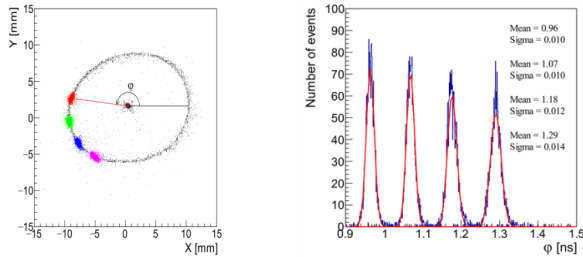 Y [mm]
15
10
5
0
−5
−10
−15
φ
−15 −10 −5 0 5 10 15
X [mm]
Number of events
100
90
80
70
60
50
40
30
20
10
0
Mean = 0.96
Sigma = 0.010
Mean = 1.07
Sigma = 0.010
Mean = 1.18
Sigma = 0.012
Mean = 1.29
Sigma = 0.014
0.9 1 1.1 1.2 1.3 1.4 1.5
φ [ns]